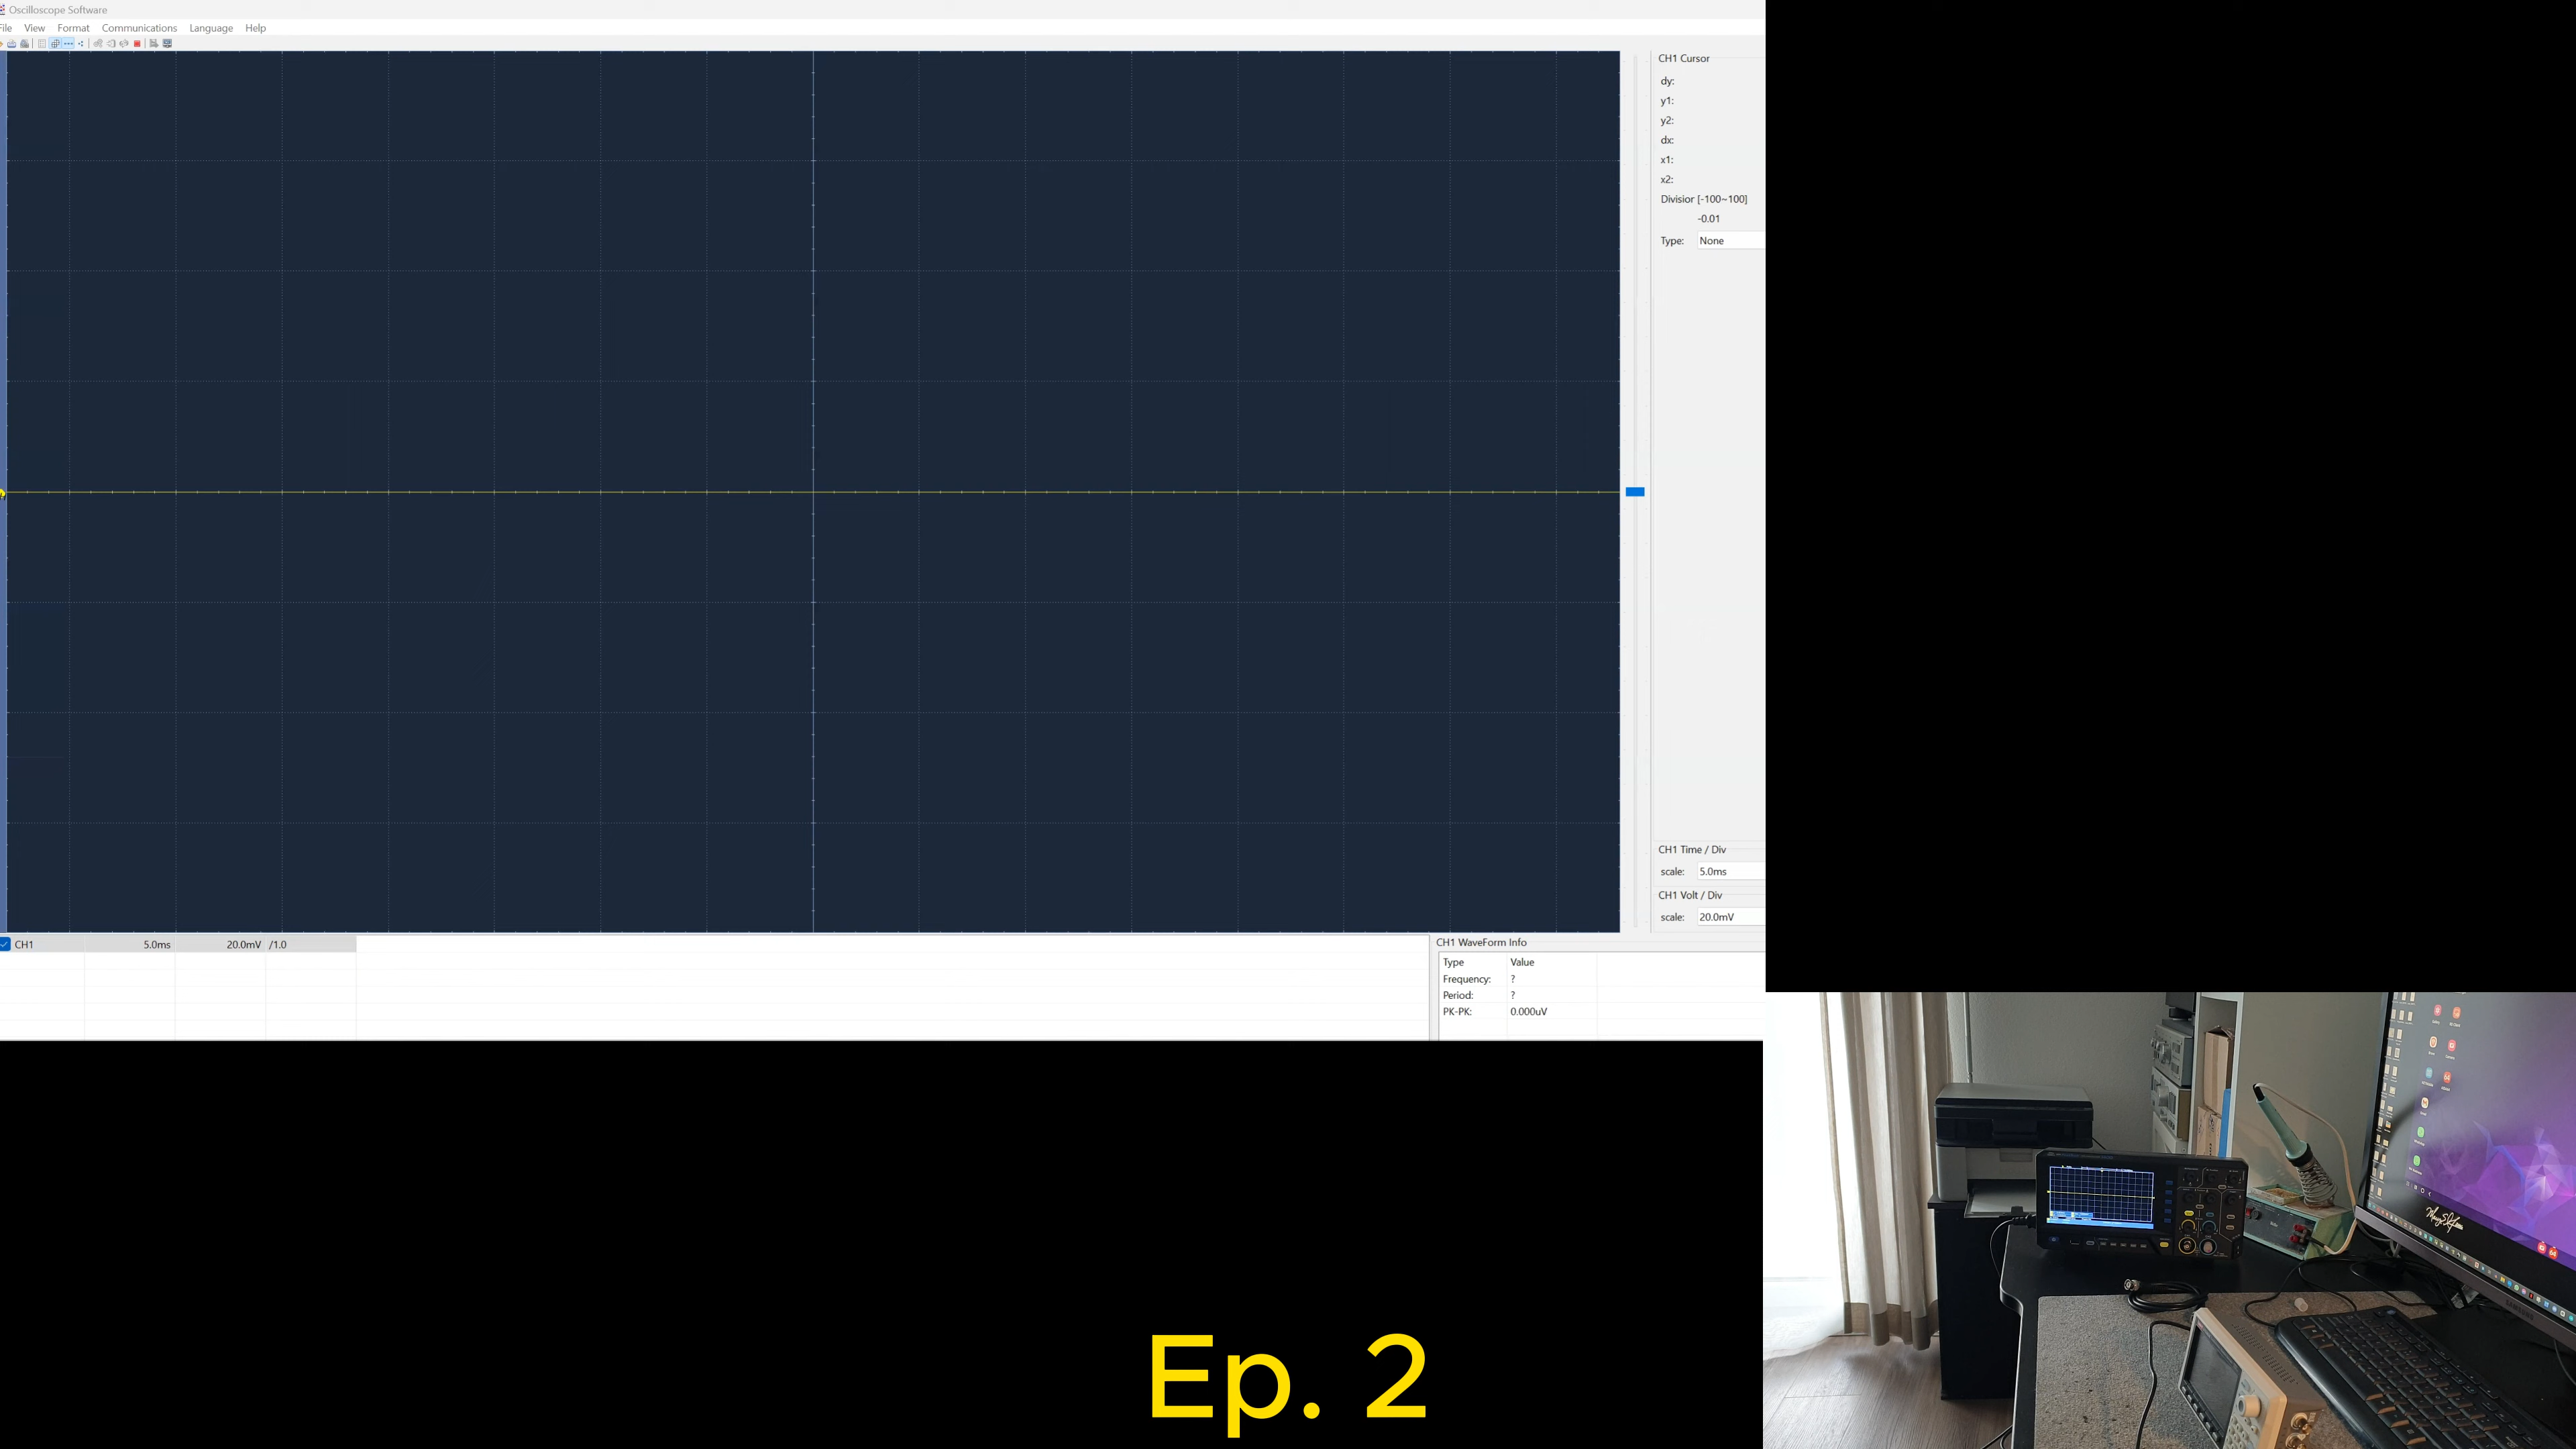 Oscilloscope Software
File View Format Communications Language Help
CH1 Cursor
dy:
y1:
y2:
dx:
x1:
x2:
Divisior [-100~100]
-0.01
Type: None
CH1 Time / Div
scale: 5.0ms
CH1 Volt / Div
scale: 20.0mV
CH1 5.0ms 20.0mV /1.0
CH1 WaveForm Info
Type Value
Frequency: ?
Period: ?
PK-PK: 0.000uV
Ep. 2